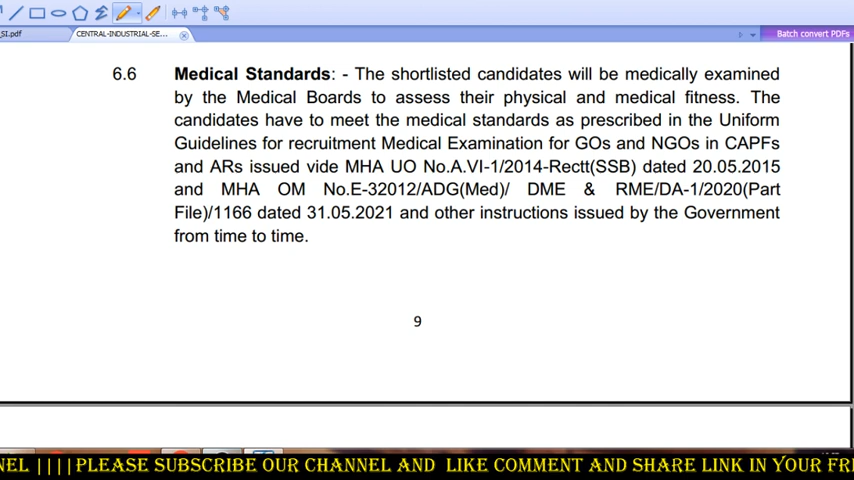 _SI.pdf
CENTRAL-INDUSTRIAL-SE...
Batch convert PDFs
6.6 Medical Standards: - The shortlisted candidates will be medically examined
by the Medical Boards to assess their physical and medical fitness. The
candidates have to meet the medical standards as prescribed in the Uniform
Guidelines for recruitment Medical Examination for GOs and NGOs in CAPFs
and ARs issued vide MHA UO No.A.VI-1/2014-Rectt(SSB) dated 20.05.2015
and MHA OM No.E-32012/ADG(Med)/ DME & RME/DA-1/2020(Part
File)/1166 dated 31.05.2021 and other instructions issued by the Government
from time to time.
9
NEL ||||PLEASE SUBSCRIBE OUR CHANNEL AND LIKE COMMENT AND SHARE LINK IN YOUR FRI